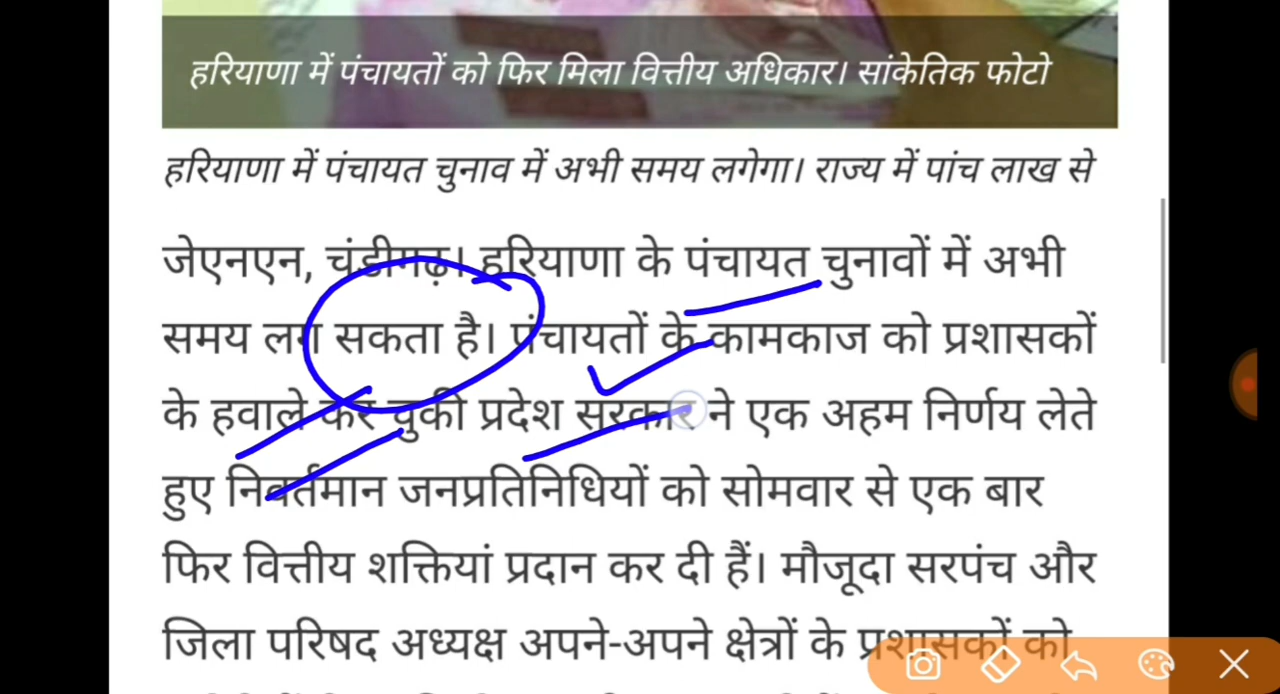 हरियाणा में पंचायतों को फिर मिला वित्तीय अधिकार। सांकेतिक फोटो
हरियाणा में पंचायत चुनाव में अभी समय लगेगा। राज्य में पांच लाख से
जेएनएन, चंडीगढ़। हरियाणा के पंचायत चुनावों में अभी
समय लग सकता है। पंचायतों के कामकाज को प्रशासकों
के हवाले कर चुकी प्रदेश सरकार ने एक अहम निर्णय लेते
हुए निवर्तमान जनप्रतिनिधियों को सोमवार से एक बार
फिर वित्तीय शक्तियां प्रदान कर दी हैं। मौजूदा सरपंच और
जिला परिषद अध्यक्ष अपने-अपने क्षेत्रों के प्रशासकों को